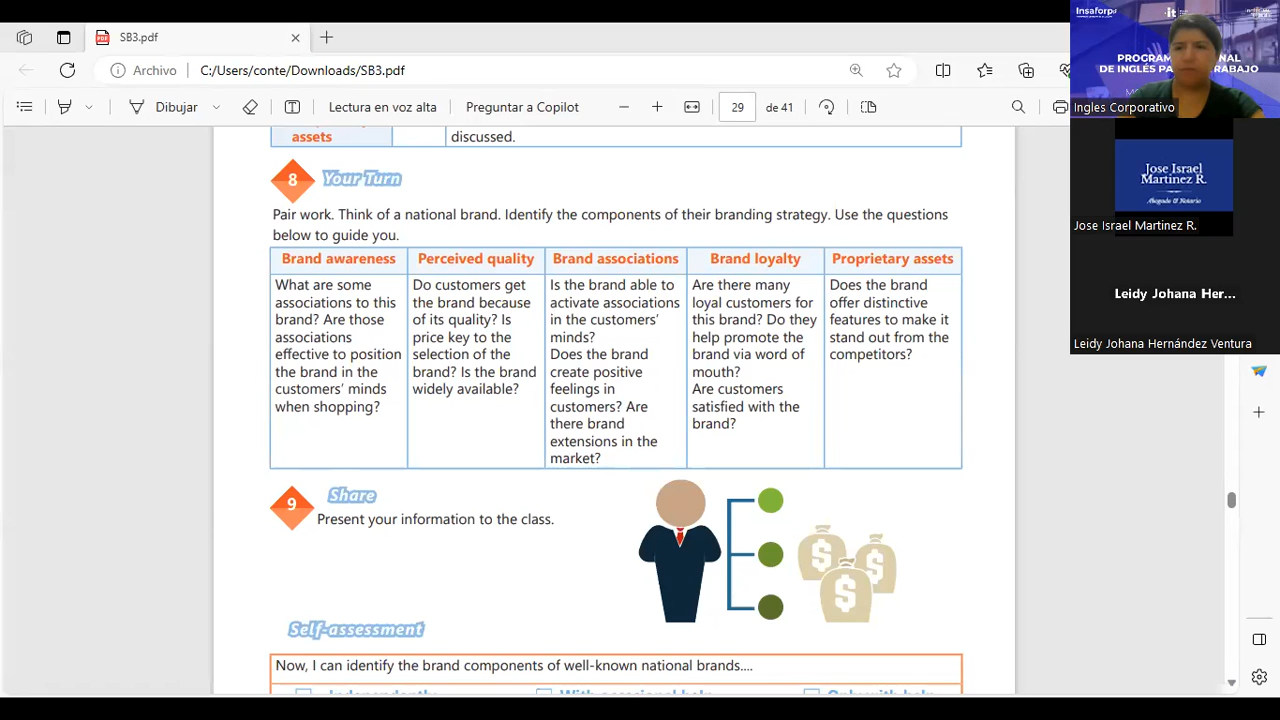 SB3.pdf
Archivo
C:/Users/conte/Downloads/SB3.pdf
Dibujar
Lectura en voz alta
Preguntar a Copilot
29
de 41
assets
discussed.
8
Your Turn
Pair work. Think of a national brand. Identify the components of their branding strategy. Use the questions
below to guide you.
Brand awareness
Perceived quality
Brand associations
Brand loyalty
Proprietary assets
What are some
associations to this
brand? Are those
associations
effective to position
the brand in the
customers' minds
when shopping?
Do customers get
the brand because
of its quality? Is
price key to the
selection of the
brand? Is the brand
widely available?
Is the brand able to
activate associations
in the customers'
minds?
Does the brand
create positive
feelings in
customers? Are
there brand
extensions in the
market?
Are there many
loyal customers for
this brand? Do they
help promote the
brand via word of
mouth?
Are customers
satisfied with the
brand?
Does the brand
offer distinctive
features to make it
stand out from the
competitors?
9
Share
Present your information to the class.
$
$
$
Self-assessment
Now, I can identify the brand components of well-known national brands....
Independently
With occasional help
Only with help
Insaforp
it
Ingles Corporativo
Jose Israel
Martinez R.
Abogado & Notario
Jose Israel Martinez R.
Leidy Johana Her...
Leidy Johana Hernández Ventura